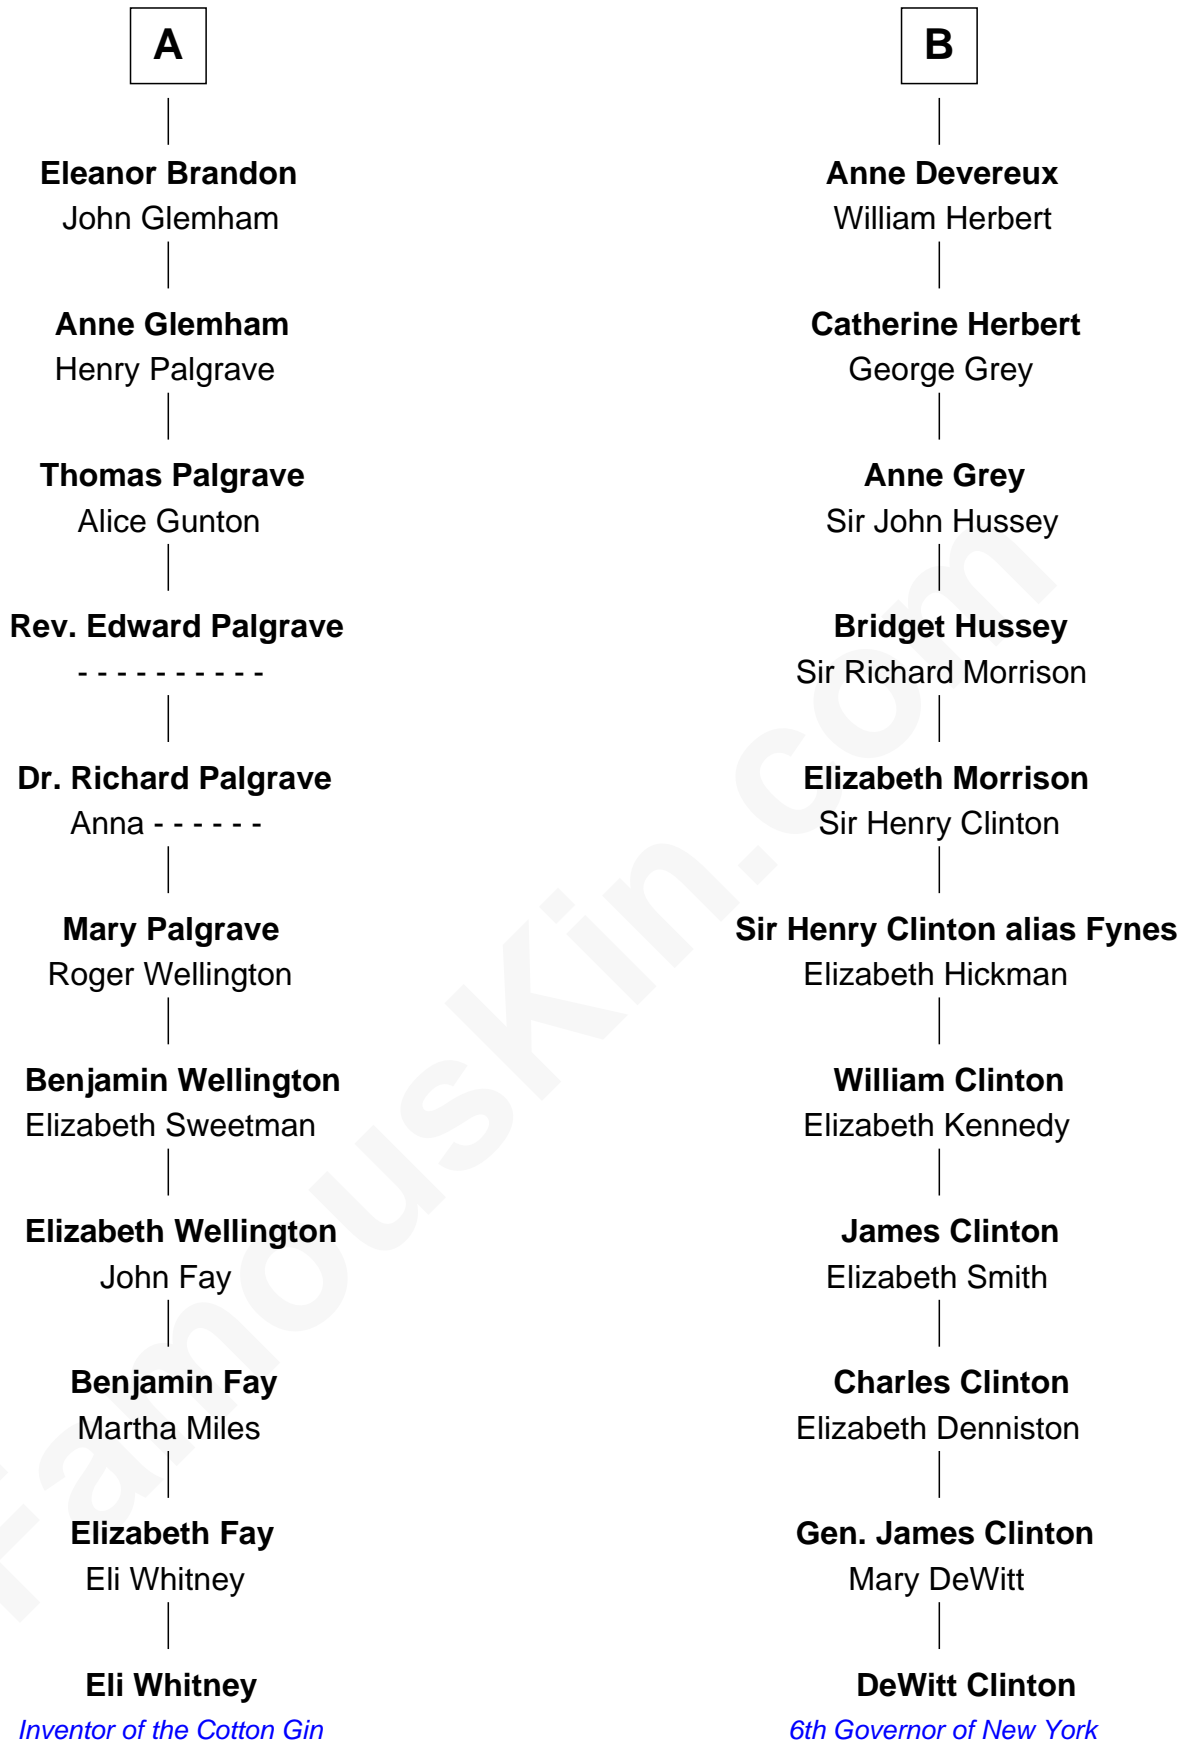 A
Eleanor Brandon
John Glemham
Anne Glemham
Henry Palgrave
Thomas Palgrave
Alice Gunton
Rev. Edward Palgrave
- - - - - - - - - -
Dr. Richard Palgrave
Anna - - - - - -
Mary Palgrave
Roger Wellington
Benjamin Wellington
Elizabeth Sweetman
Elizabeth Wellington
John Fay
Benjamin Fay
Martha Miles
Elizabeth Fay
Eli Whitney
Eli Whitney
Inventor of the Cotton Gin
B
Anne Devereux
William Herbert
Catherine Herbert
George Grey
Anne Grey
Sir John Hussey
Bridget Hussey
Sir Richard Morrison
Elizabeth Morrison
Sir Henry Clinton
Sir Henry Clinton alias Fynes
Elizabeth Hickman
William Clinton
Elizabeth Kennedy
James Clinton
Elizabeth Smith
Charles Clinton
Elizabeth Denniston
Gen. James Clinton
Mary DeWitt
DeWitt Clinton
6th Governor of New York
FamousKin.com